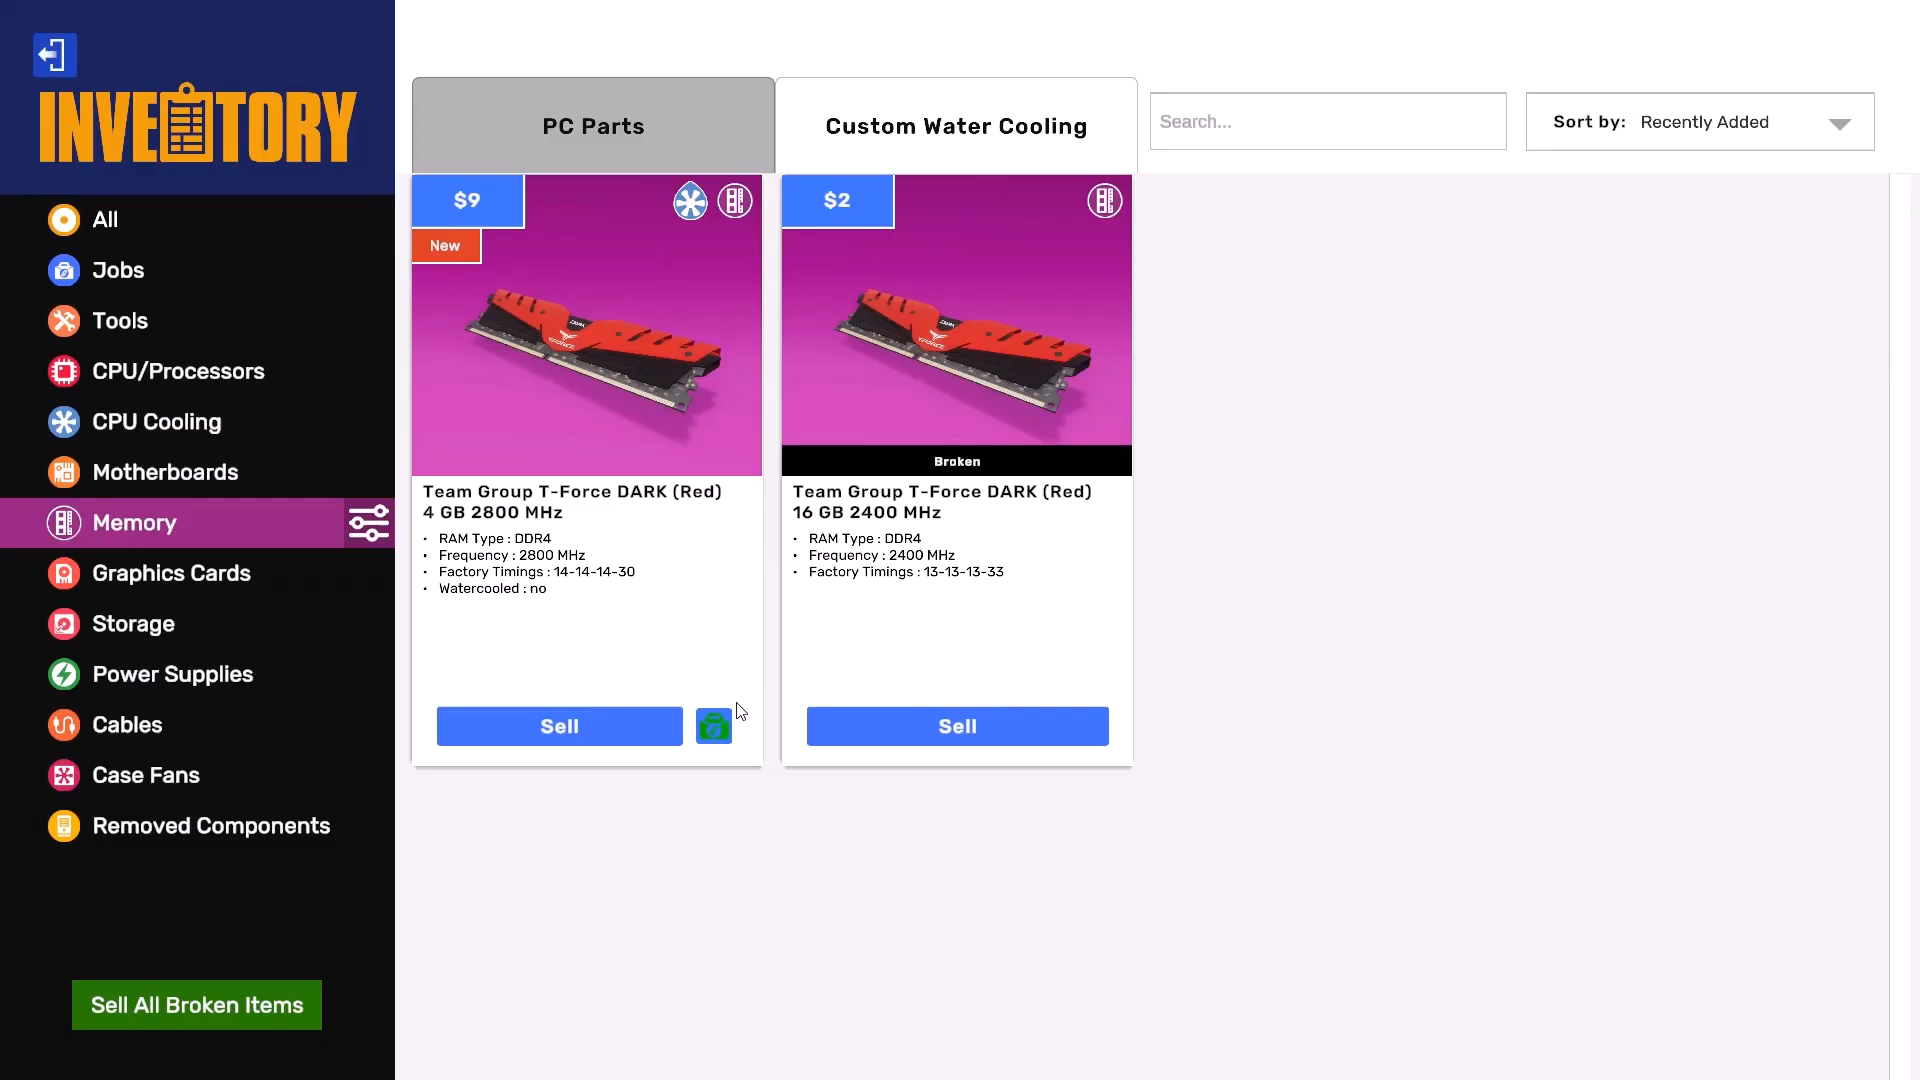 INVENTORY
All
Jobs
Tools
CPU/Processors
CPU Cooling
Motherboards
Memory
Graphics Cards
Storage
Power Supplies
Cables
Case Fans
Removed Components
Sell All Broken Items
PC Parts
Custom Water Cooling
Search...
Sort by: Recently Added
$9
New
Team Group T-Force DARK (Red)
4 GB 2800 MHz
• RAM Type : DDR4
• Frequency : 2800 MHz
• Factory Timings : 14-14-14-30
• Watercooled : no
Sell
$2
Broken
Team Group T-Force DARK (Red)
16 GB 2400 MHz
• RAM Type : DDR4
• Frequency : 2400 MHz
• Factory Timings : 13-13-13-33
Sell